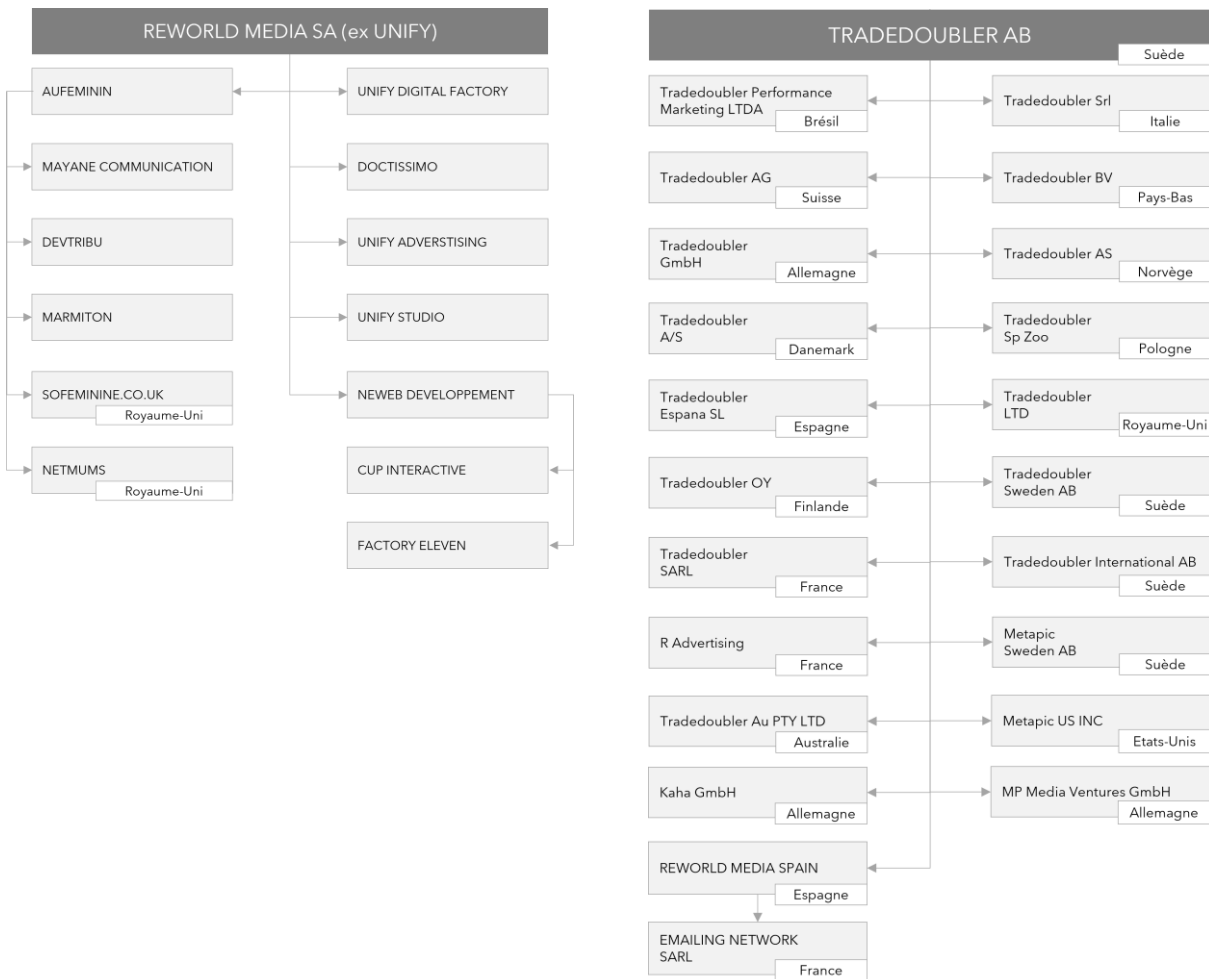 REWORLD MEDIA SA (ex UNIFY)
AUFEMININ
UNIFY DIGITAL FACTORY
MAYANE COMMUNICATION
DOCTISSIMO
DEVTRIBU
UNIFY ADVERSTISING
MARMITON
UNIFY STUDIO
SOFEMININE.CO.UK
Royaume-Uni
NEWEB DEVELOPPEMENT
NETMUMS
Royaume-Uni
CUP INTERACTIVE
FACTORY ELEVEN
TRADEDOUBLER AB
Suède
Tradedoubler Performance
Marketing LTDA
Brésil
Tradedoubler Srl
Italie
Tradedoubler AG
Suisse
Tradedoubler BV
Pays-Bas
Tradedoubler
GmbH
Allemagne
Tradedoubler AS
Norvège
Tradedoubler
A/S
Danemark
Tradedoubler
Sp Zoo
Pologne
Tradedoubler
Espana SL
Espagne
Tradedoubler
LTD
Royaume-Uni
Tradedoubler OY
Finlande
Tradedoubler
Sweden AB
Suède
Tradedoubler
SARL
France
Tradedoubler International AB
Suède
R Advertising
France
Metapic
Sweden AB
Suède
Tradedoubler Au PTY LTD
Australie
Metapic US INC
Etats-Unis
Kaha GmbH
Allemagne
MP Media Ventures GmbH
Allemagne
REWORLD MEDIA SPAIN
Espagne
EMAILING NETWORK
SARL
France